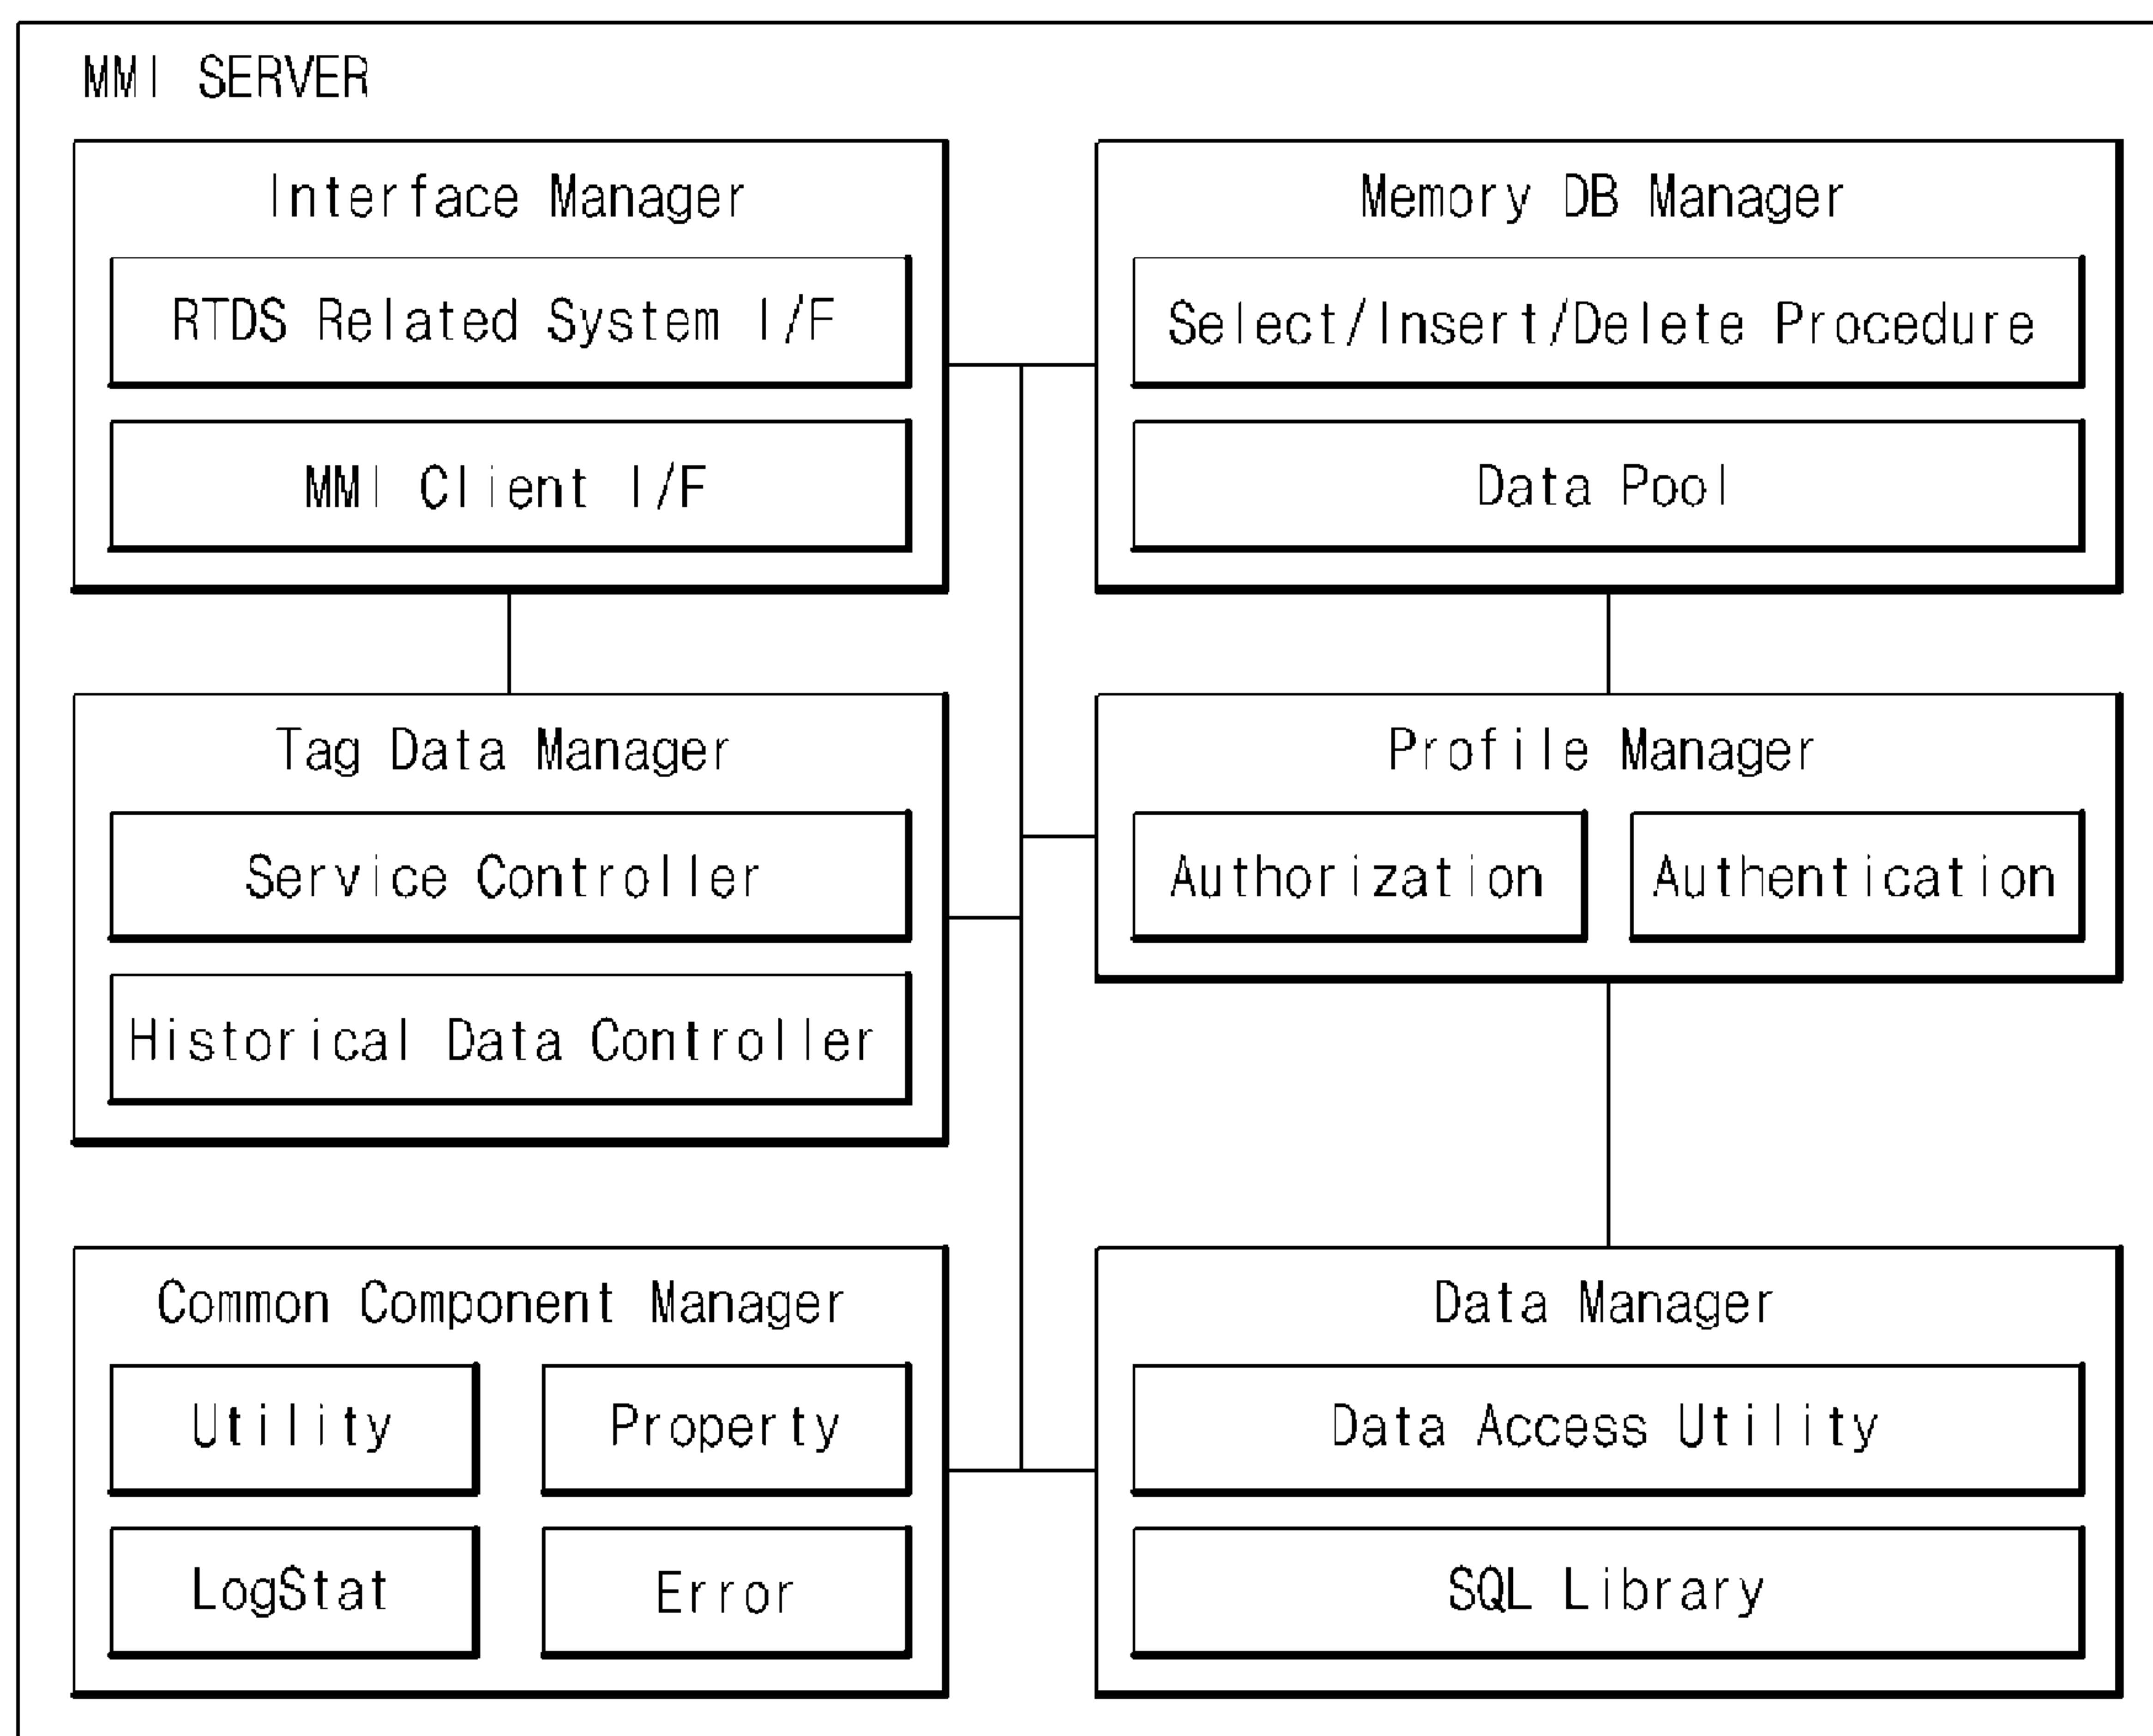 MMI SERVER
Interface Manager
RTDS Related System I/F
MMI Client I/F
Memory DB Manager
Select/Insert/Delete Procedure
Data Pool
Tag Data Manager
Service Controller
Historical Data Controller
Profile Manager
Authorization
Authentication
Common Component Manager
Utility
Property
LogStat
Error
Data Manager
Data Access Utility
SQL Library